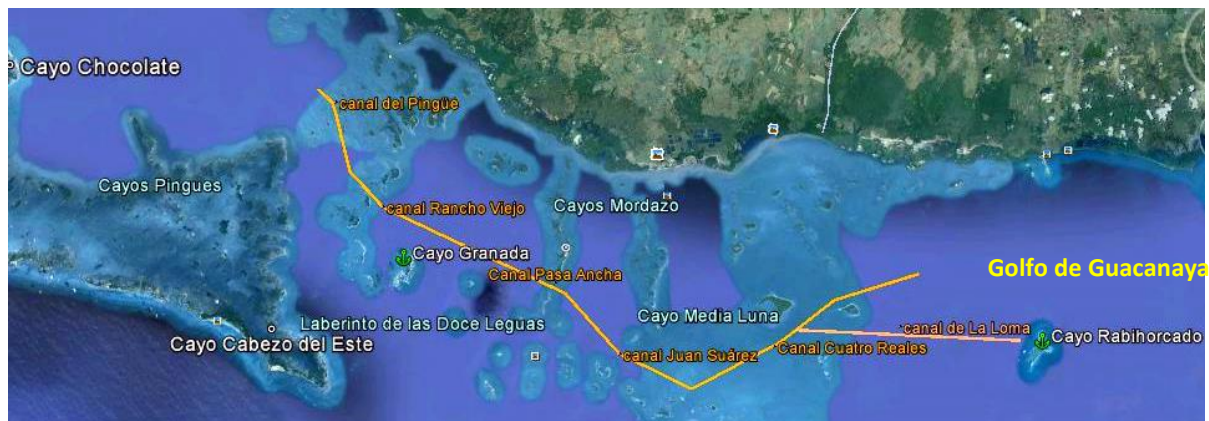 Cayo Chocolate
canal del Pingüe
Cayos Pingues
canal Rancho Viejo
Cayos Mordazo
Cayo Granada
Canal Pasa Ancha
Golfo de Guacanaya
Laberinto de las Doce Leguas
Cayo Media Luna
canal de La Loma
Cayo Rabihorcado
Cayo Cabezo del Este
canal Juan Suárez
Canal Cuatro Reales